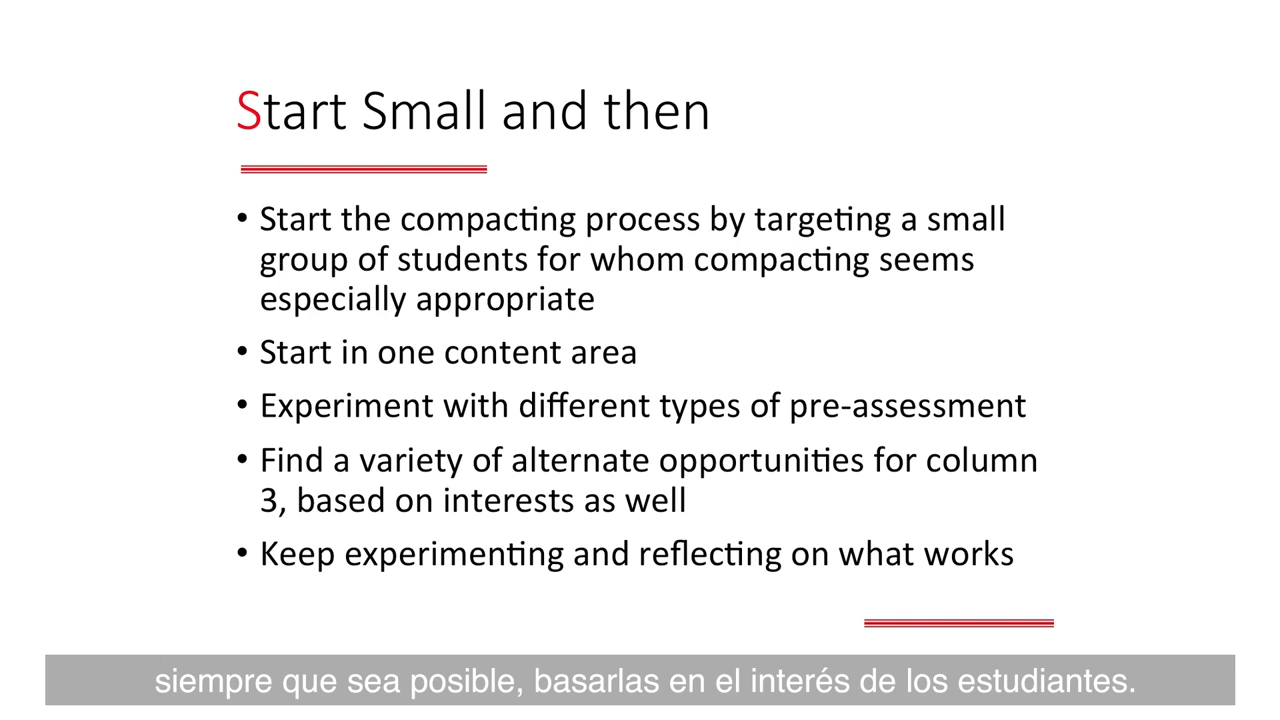 Start Small and then
• Start the compacting process by targeting a small
group of students for whom compacting seems
especially appropriate
• Start in one content area
• Experiment with different types of pre-assessment
• Find a variety of alternate opportunities for column
3, based on interests as well
• Keep experimenting and reflecting on what works
siempre que sea posible, basarlas en el interés de los estudiantes.